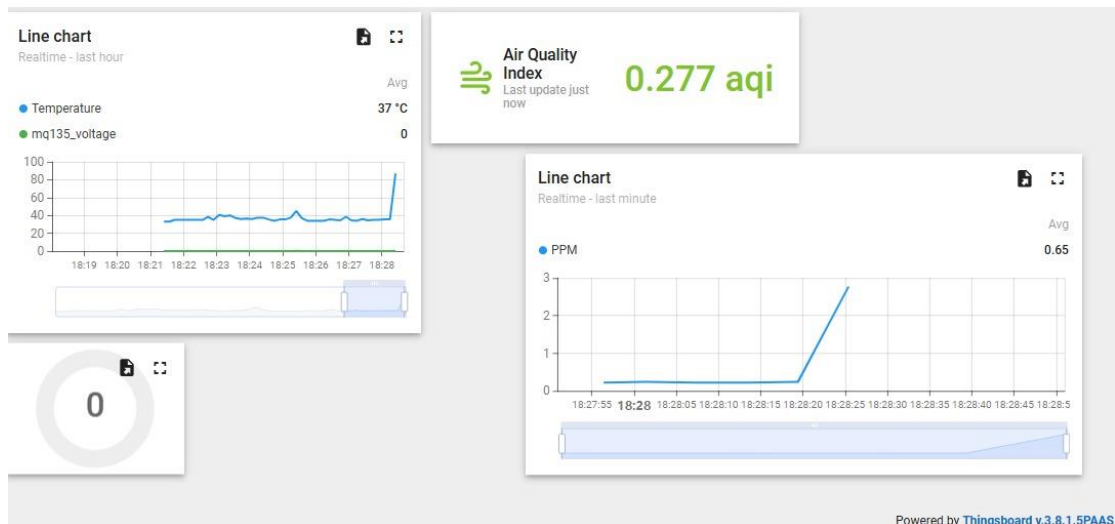 Line chart
Realtime - last hour
Avg
Temperature 37 °C
mq135_voltage 0
100
80
60
40
20
0
18:19 18:20 18:21 18:22 18:23 18:24 18:25 18:26 18:27 18:28
Air Quality
Index
Last update just
now
0.277 aqi
Line chart
Realtime - last minute
Avg
PPM 0.65
3
2
1
0
18:27:55 18:28 18:28:05 18:28:10 18:28:15 18:28:20 18:28:25 18:28:30 18:28:35 18:28:40 18:28:45 18:28:5
0
Powered by Thingsboard v.3.8.1.5PAAS